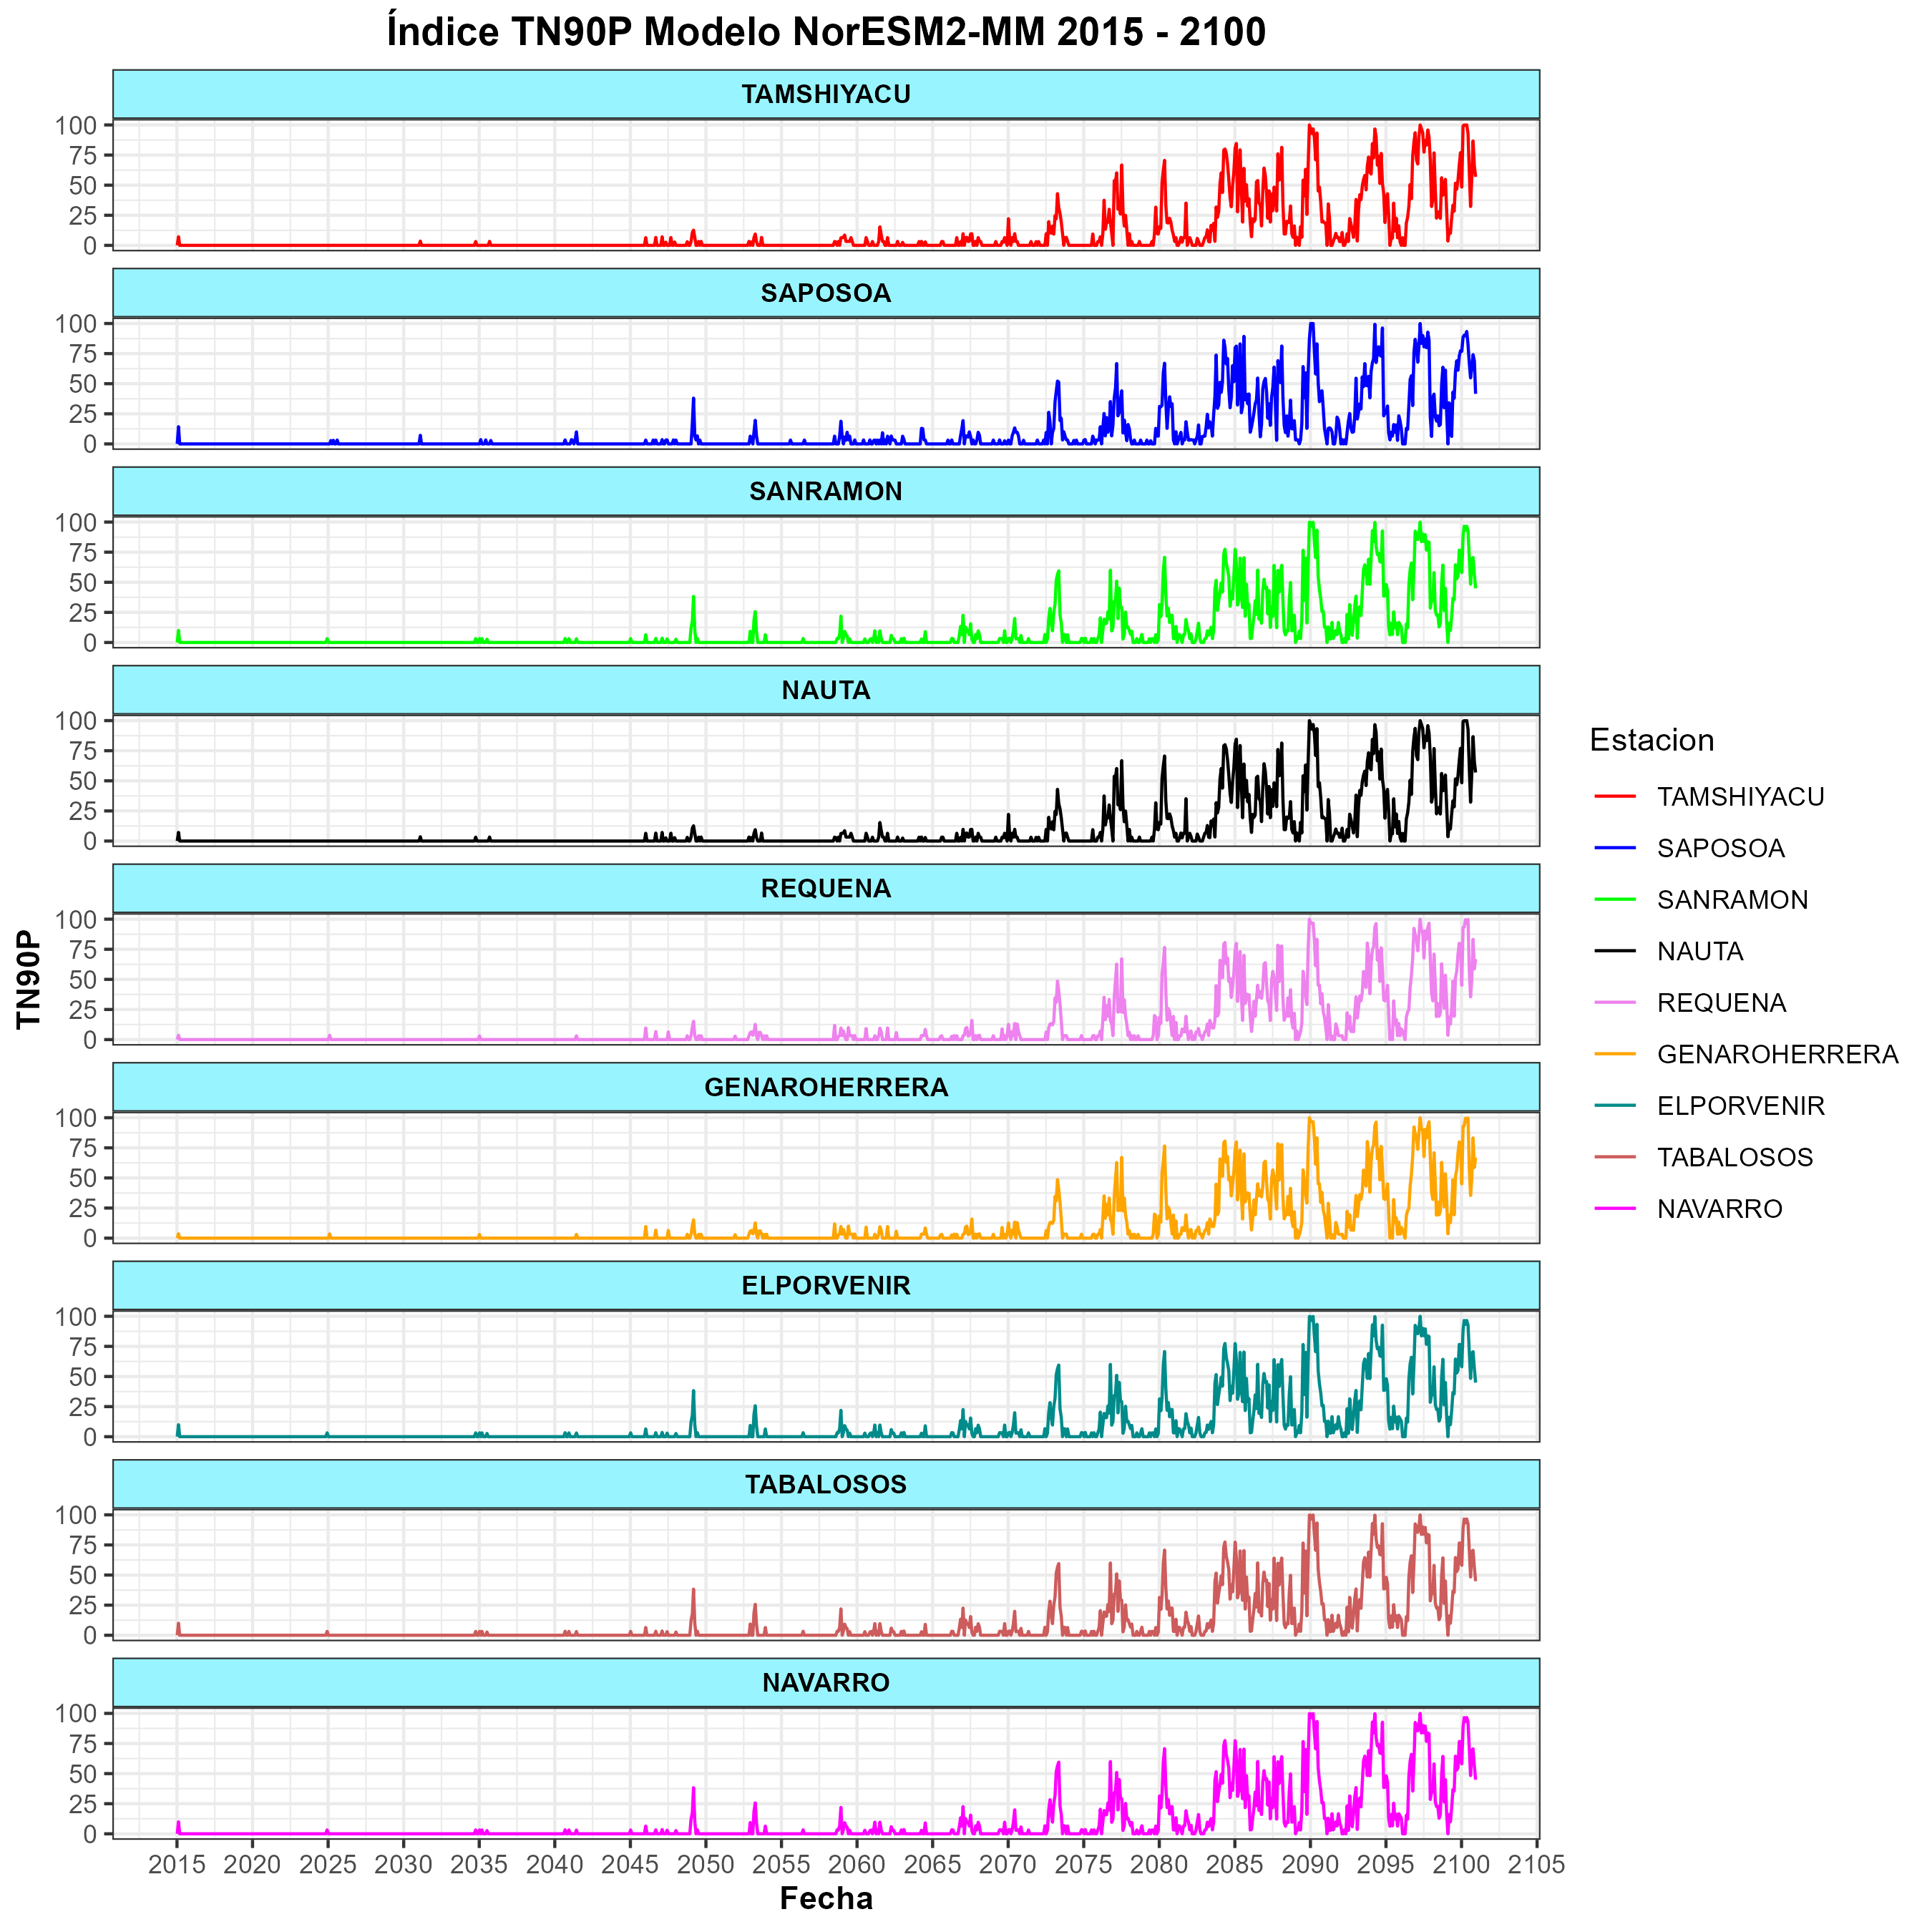 Índice TN90P Modelo NorESM2-MM 2015 - 2100
TAMSHIYACU
100
75
50
25
0
SAPOSOA
100
75
50
25
0
SANRAMON
100
75
50
25
0
NAUTA
100
75
50
25
0
REQUENA
100
75
50
25
0
GENAROHERRERA
100
75
50
25
0
ELPORVENIR
100
75
50
25
0
TABALOSOS
100
75
50
25
0
NAVARRO
100
75
50
25
0
TN90P
2015 2020 2025 2030 2035 2040 2045 2050 2055 2060 2065 2070 2075 2080 2085 2090 2095 2100 2105
Fecha
Estacion
TAMSHIYACU
SAPOSOA
SANRAMON
NAUTA
REQUENA
GENAROHERRERA
ELPORVENIR
TABALOSOS
NAVARRO